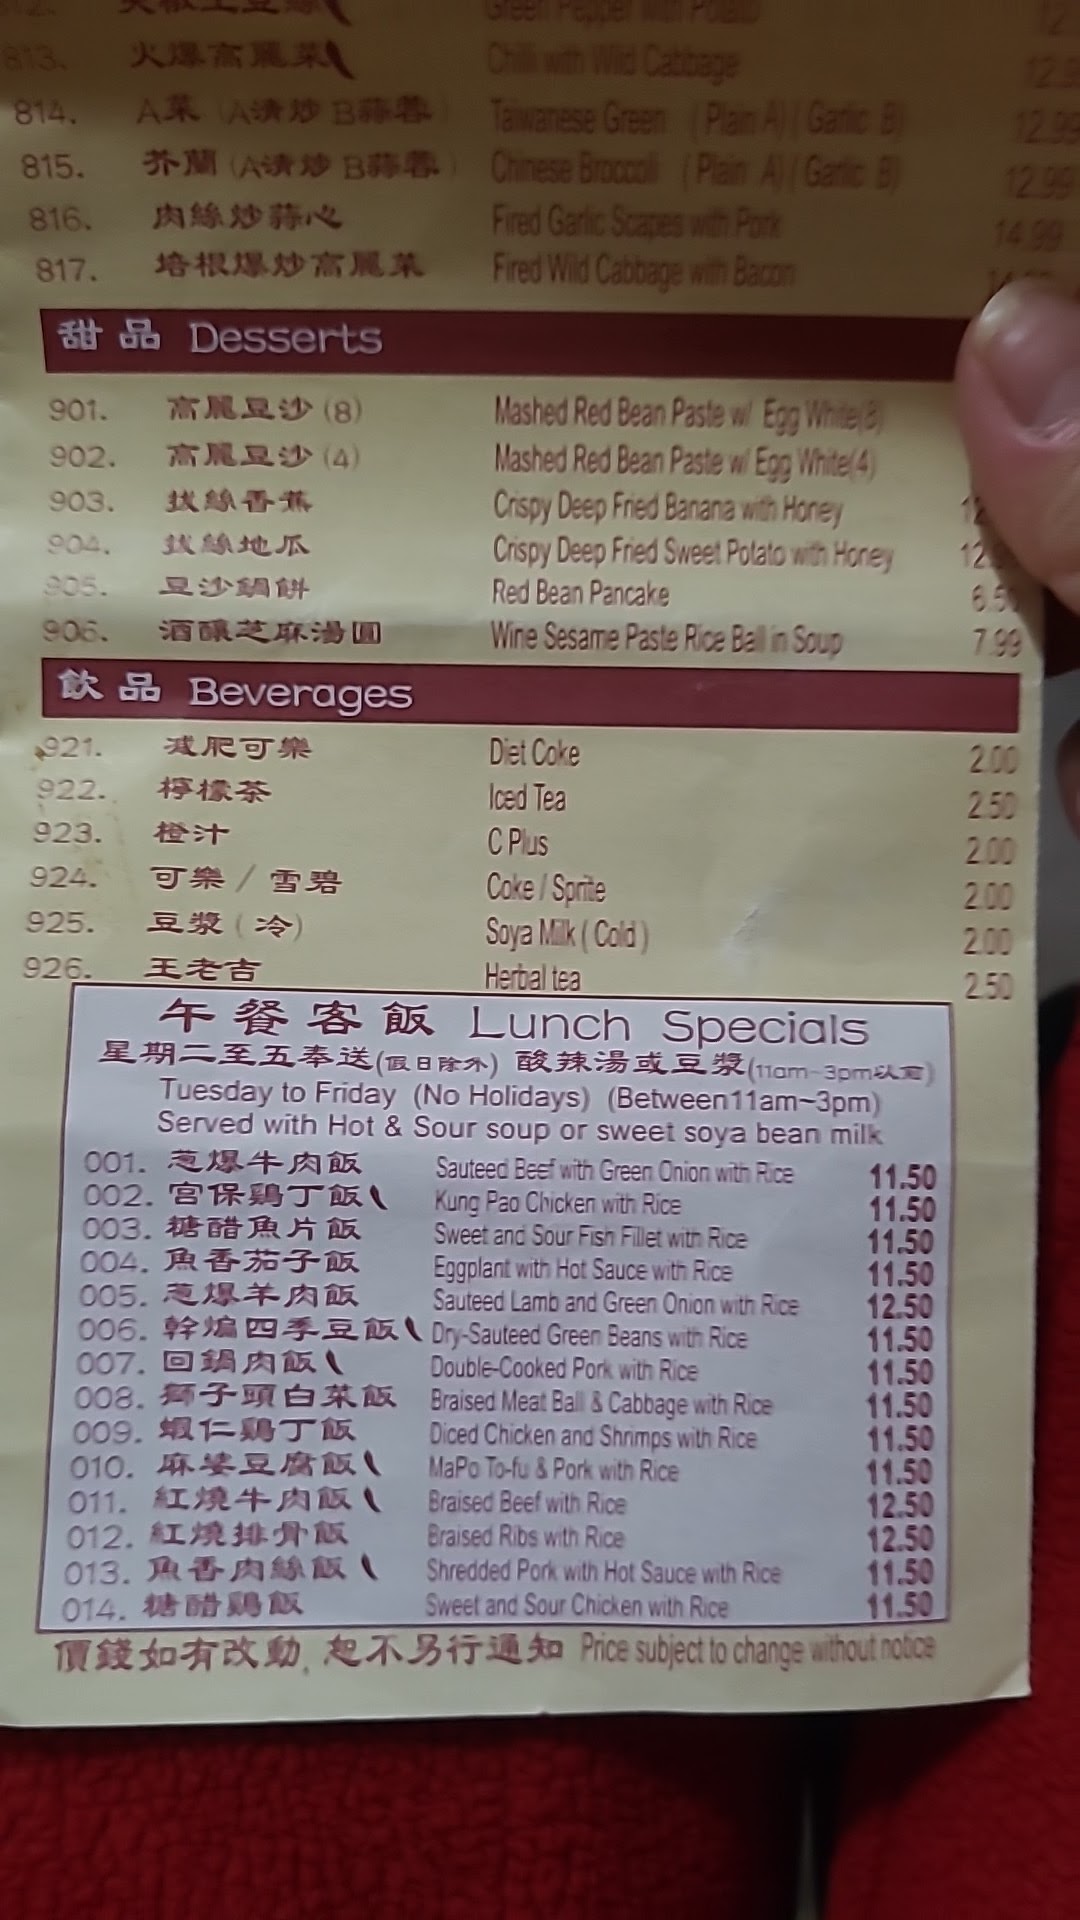 Green Pepper with Potato
813. 火爆高麗菜 Chilli with Wild Cabbage
814. A菜 (A清炒 B蒜蓉) Taiwanese Green (Plain A)(Garlic B) 12.99
815. 芥蘭 (A清炒 B蒜蓉) Chinese Broccoli (Plain A)(Garlic B) 12.99
816. 肉絲炒蒜心 Fired Garlic Scapes with Pork 14.99
817. 培根爆炒高麗菜 Fired Wild Cabbage with Bacon
甜品 Desserts
901. 高麗豆沙 (8) Mashed Red Bean Paste w/ Egg White(8)
902. 高麗豆沙 (4) Mashed Red Bean Paste w/ Egg White(4)
903. 拔絲香蕉 Crispy Deep Fried Banana with Honey
904. 拔絲地瓜 Crispy Deep Fried Sweet Potato with Honey
905. 豆沙鍋餅 Red Bean Pancake 6.50
906. 酒釀芝麻湯圓 Wine Sesame Paste Rice Ball in Soup 7.99
飲品 Beverages
921. 減肥可樂 Diet Coke 2.00
922. 檸檬茶 Iced Tea 2.50
923. 橙汁 C Plus 2.00
924. 可樂 / 雪碧 Coke / Sprite 2.00
925. 豆漿 (冷) Soya Milk ( Cold ) 2.00
926. 王老吉 Herbal tea 2.50
午餐客飯 Lunch Specials
星期二至五奉送(假日除外) 酸辣湯或豆漿(11am-3pm以前)
Tuesday to Friday (No Holidays) (Between11am~3pm)
Served with Hot & Sour soup or sweet soya bean milk
001. 葱爆牛肉飯 Sauteed Beef with Green Onion with Rice 11.50
002. 宮保鷄丁飯 Kung Pao Chicken with Rice 11.50
003. 糖醋魚片飯 Sweet and Sour Fish Fillet with Rice 11.50
004. 魚香茄子飯 Eggplant with Hot Sauce with Rice 11.50
005. 葱爆羊肉飯 Sauteed Lamb and Green Onion with Rice 12.50
006. 幹煸四季豆飯 Dry-Sauteed Green Beans with Rice 11.50
007. 回鍋肉飯 Double-Cooked Pork with Rice 11.50
008. 獅子頭白菜飯 Braised Meat Ball & Cabbage with Rice 11.50
009. 蝦仁鷄丁飯 Diced Chicken and Shrimps with Rice 11.50
010. 麻婆豆腐飯 MaPo To-fu & Pork with Rice 11.50
011. 紅燒牛肉飯 Braised Beef with Rice 12.50
012. 紅燒排骨飯 Braised Ribs with Rice 12.50
013. 魚香肉絲飯 Shredded Pork with Hot Sauce with Rice 11.50
014. 糖醋鷄飯 Sweet and Sour Chicken with Rice 11.50
價錢如有改動, 恕不另行通知 Price subject to change without notice